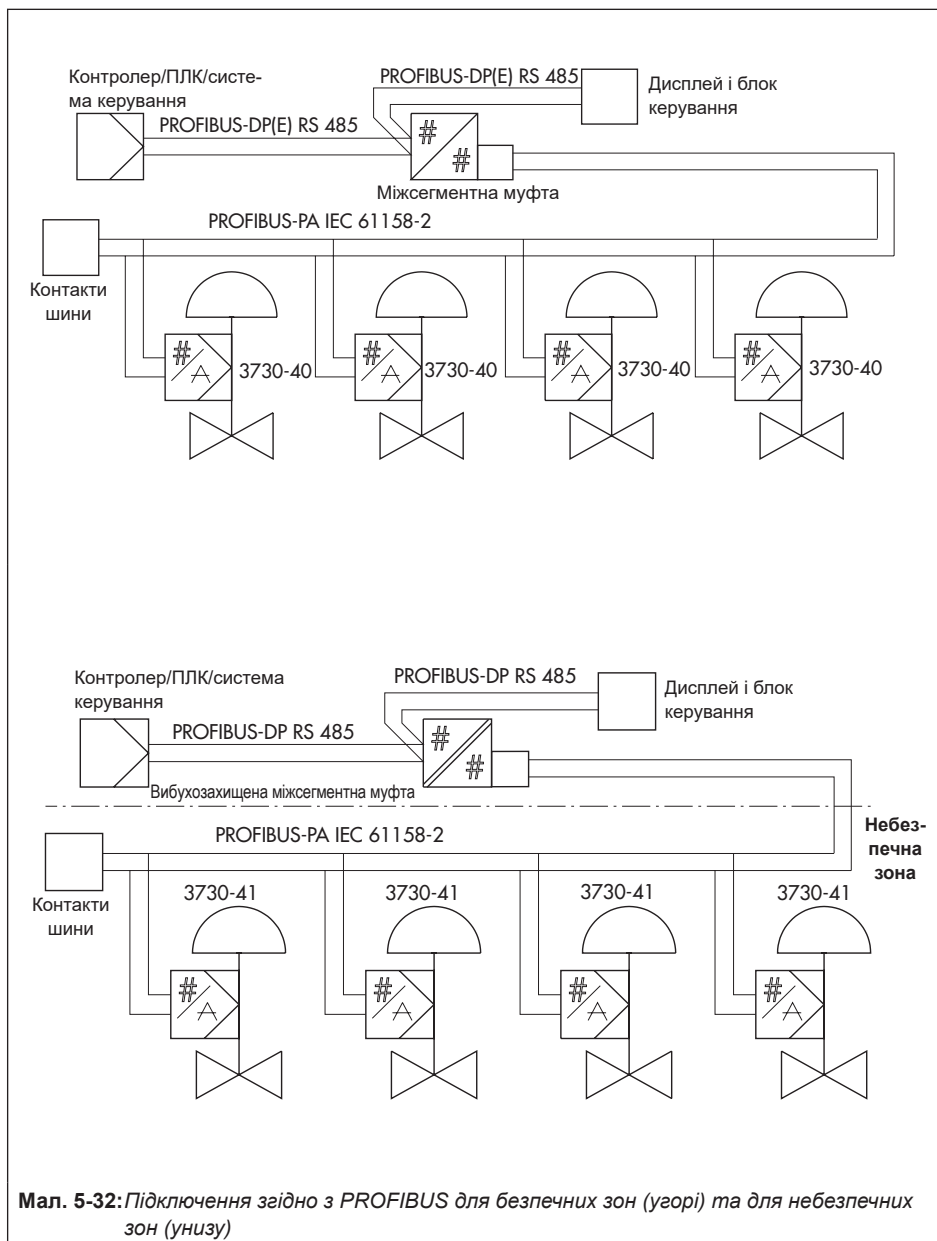 Контролер/ПЛК/систе-
ма керування
PROFIBUS-DP(E) RS 485
PROFIBUS-DP(E) RS 485
Дисплей і блок
керування
#
#
Міжсегментна муфта
PROFIBUS-PA IEC 61158-2
Контакти
шини
# A
3730-40
# A
3730-40
# A
3730-40
# A
3730-40
Контролер/ПЛК/система
керування
PROFIBUS-DP RS 485
PROFIBUS-DP RS 485
Дисплей і блок
керування
#
#
Вибухозахищена міжсегментна муфта
Небез-
печна
зона
PROFIBUS-PA IEC 61158-2
Контакти
шини
3730-41
3730-41
3730-41
3730-41
# A
# A
# A
# A
Мал. 5-32: Підключення згідно з PROFIBUS для безпечних зон (угорі) та для небезпечних
зон (унизу)